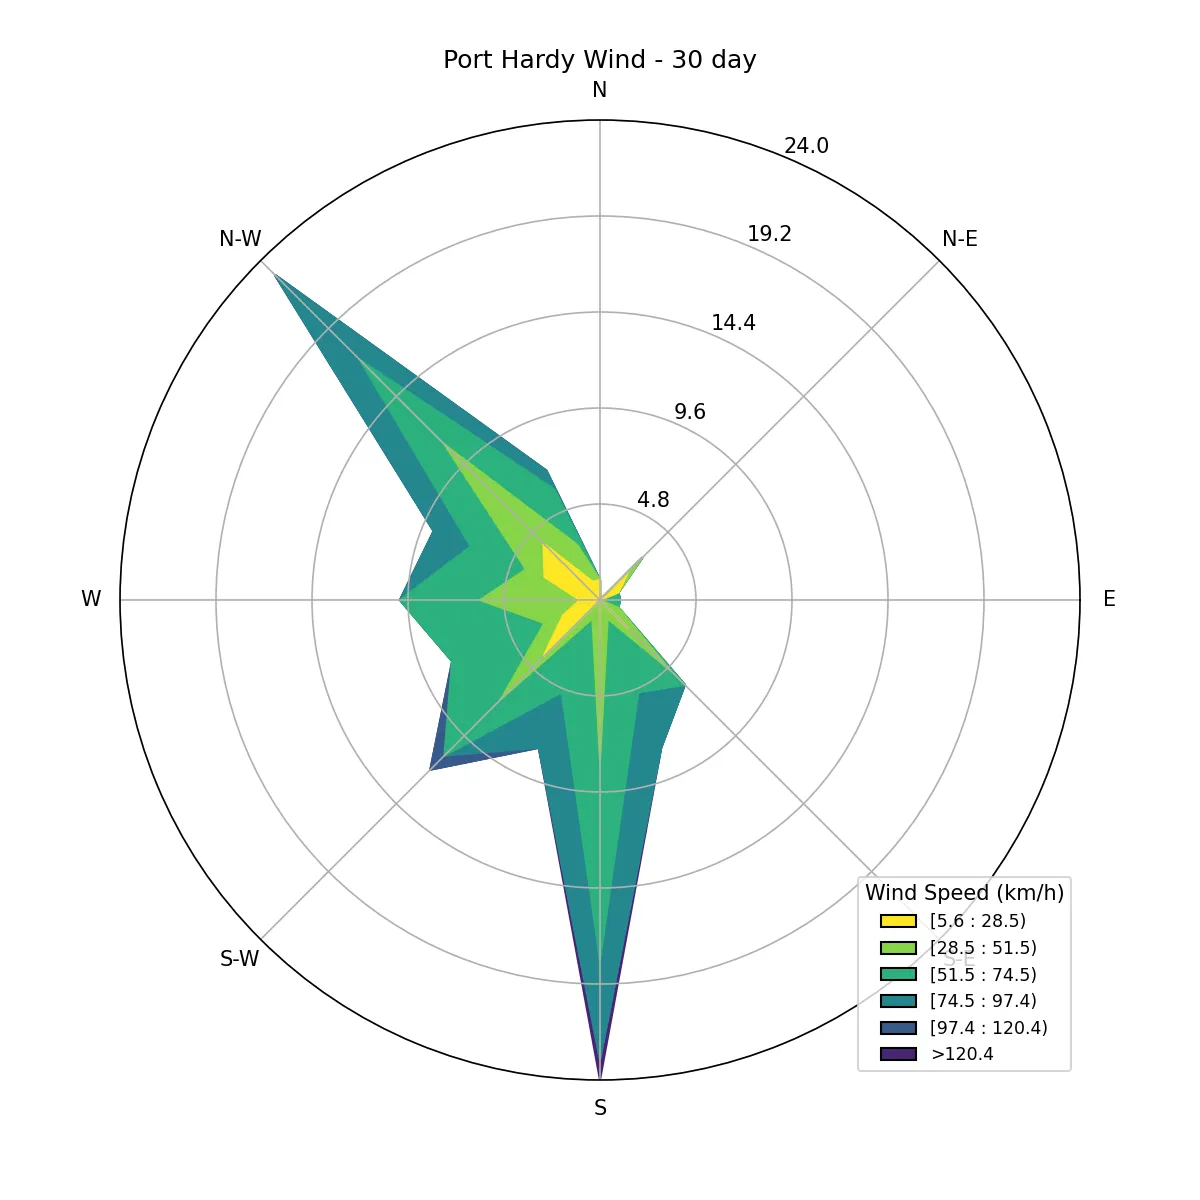 Port Hardy Wind - 30 day
N
24.0
N-W
19.2
N-E
14.4
9.6
4.8
W
E
S-W
S-E
S
Wind Speed (km/h)
[5.6 : 28.5)
[28.5 : 51.5)
[51.5 : 74.5)
[74.5 : 97.4)
[97.4 : 120.4)
>120.4